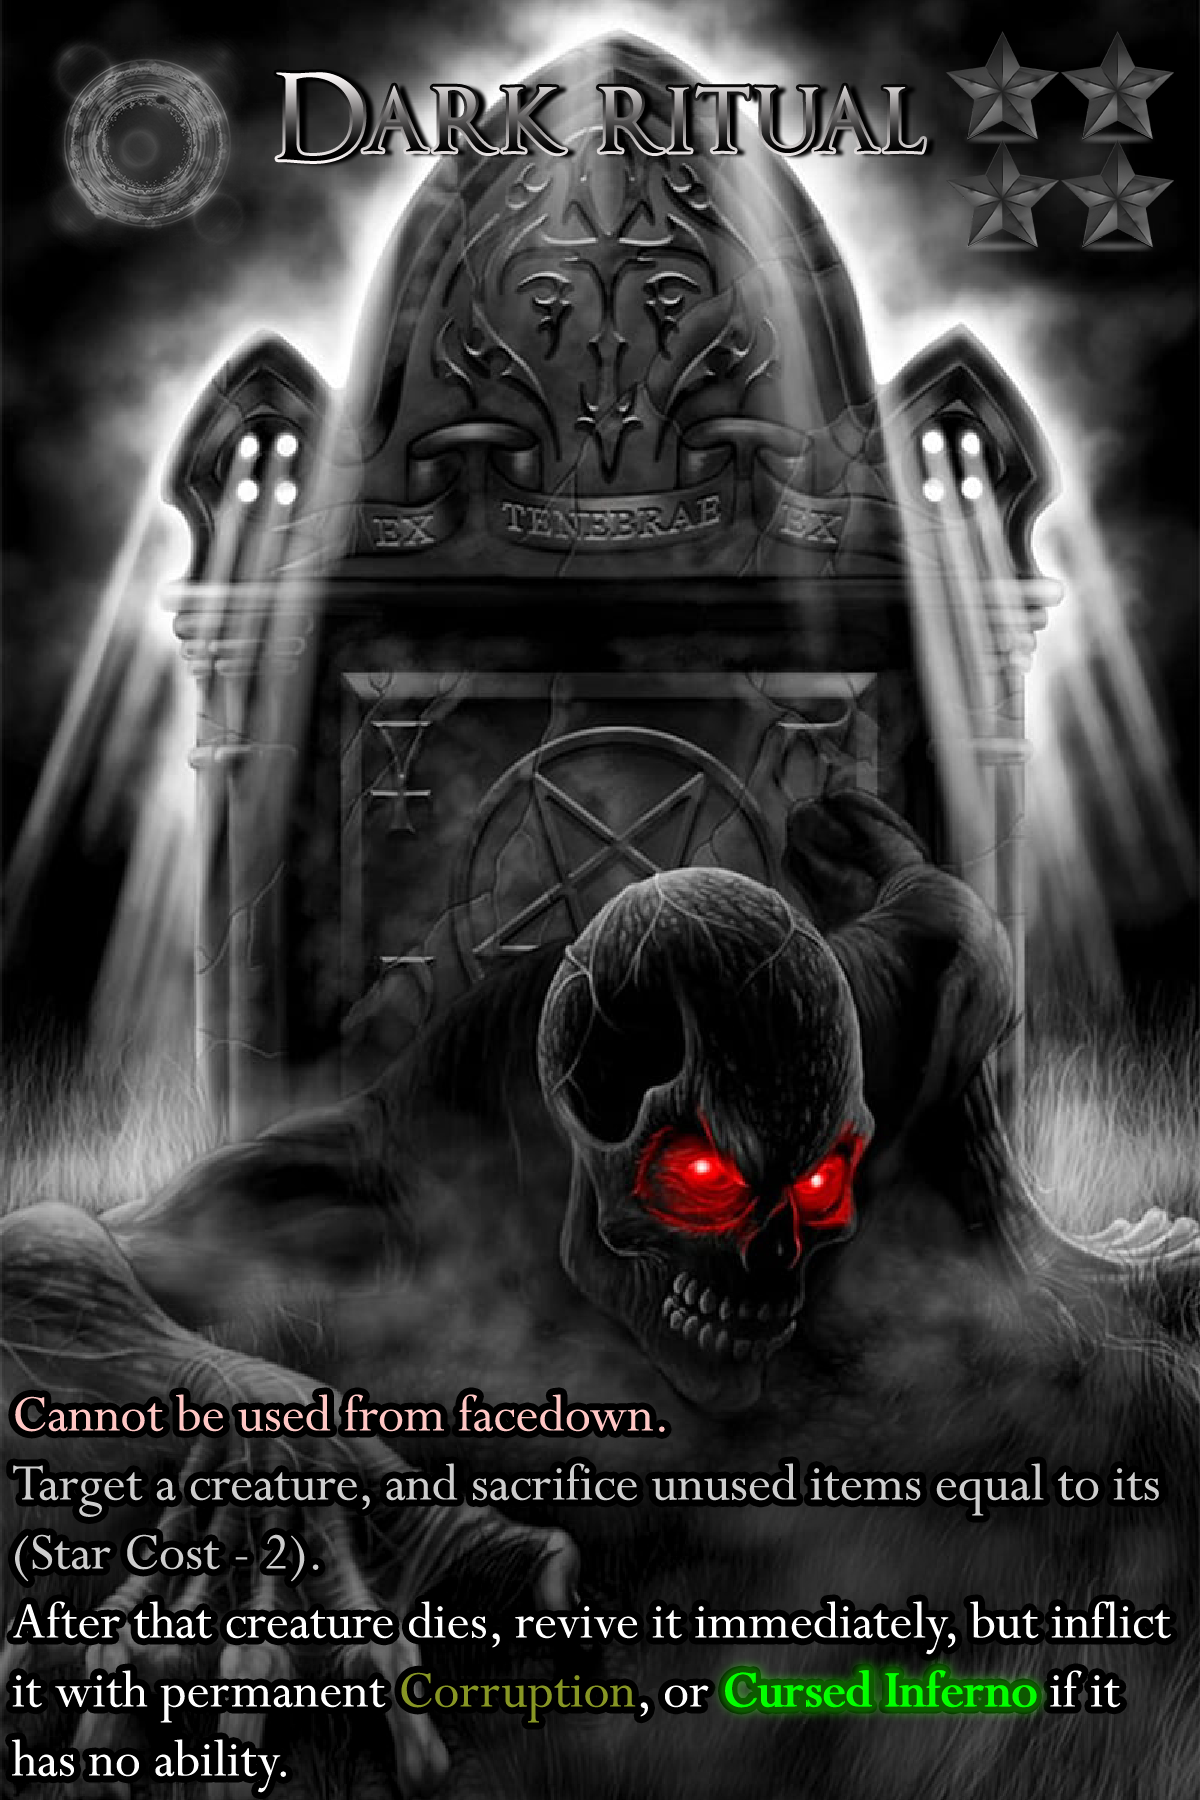 DARK RITUAL
EX TENEBRAE EX
Cannot be used from facedown.
Target a creature, and sacrifice unused items equal to its
(Star Cost - 2).
After that creature dies, revive it immediately, but inflict
it with permanent Corruption, or Cursed Inferno if it
has no ability.